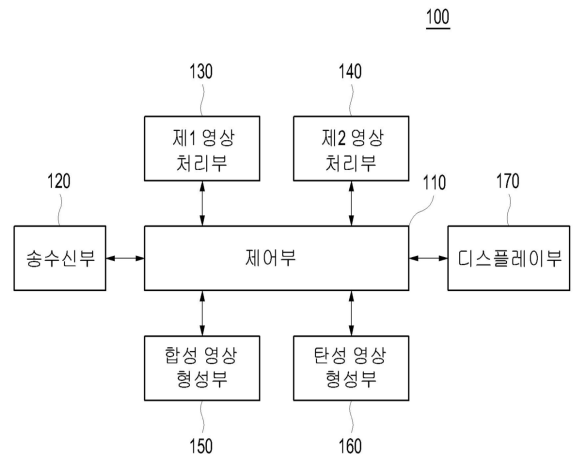 100
130
140
제1 영상
처리부
제2 영상
처리부
120
110
170
송수신부
제어부
디스플레이부
합성 영상
형성부
탄성 영상
형성부
150
160